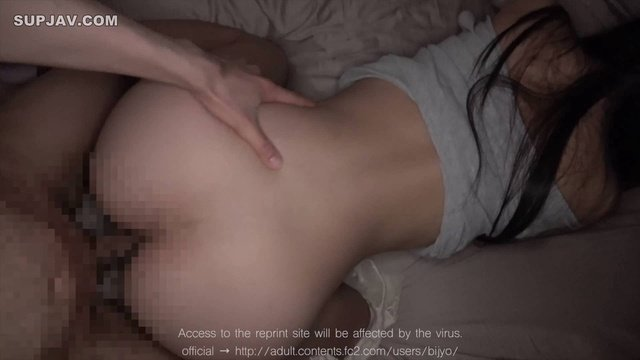 SUPJAV.COM
Access to the reprint site will be affected by the virus.
official → http://adult.contents.fc2.com/users/bijyo/.